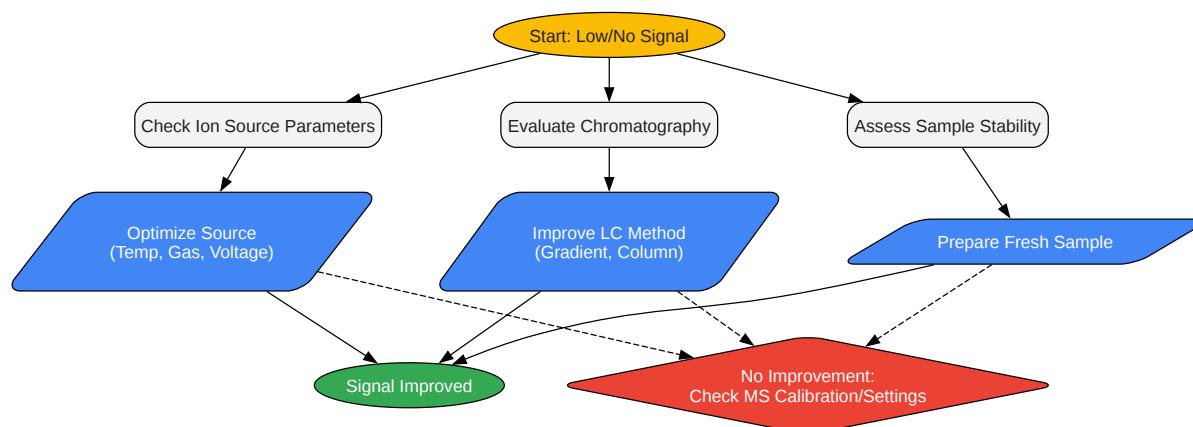 Start: Low/No Signal
Check Ion Source Parameters
Evaluate Chromatography
Assess Sample Stability
Optimize Source
(Temp, Gas, Voltage)
Improve LC Method
(Gradient, Column)
Prepare Fresh Sample
Signal Improved
No Improvement:
Check MS Calibration/Settings